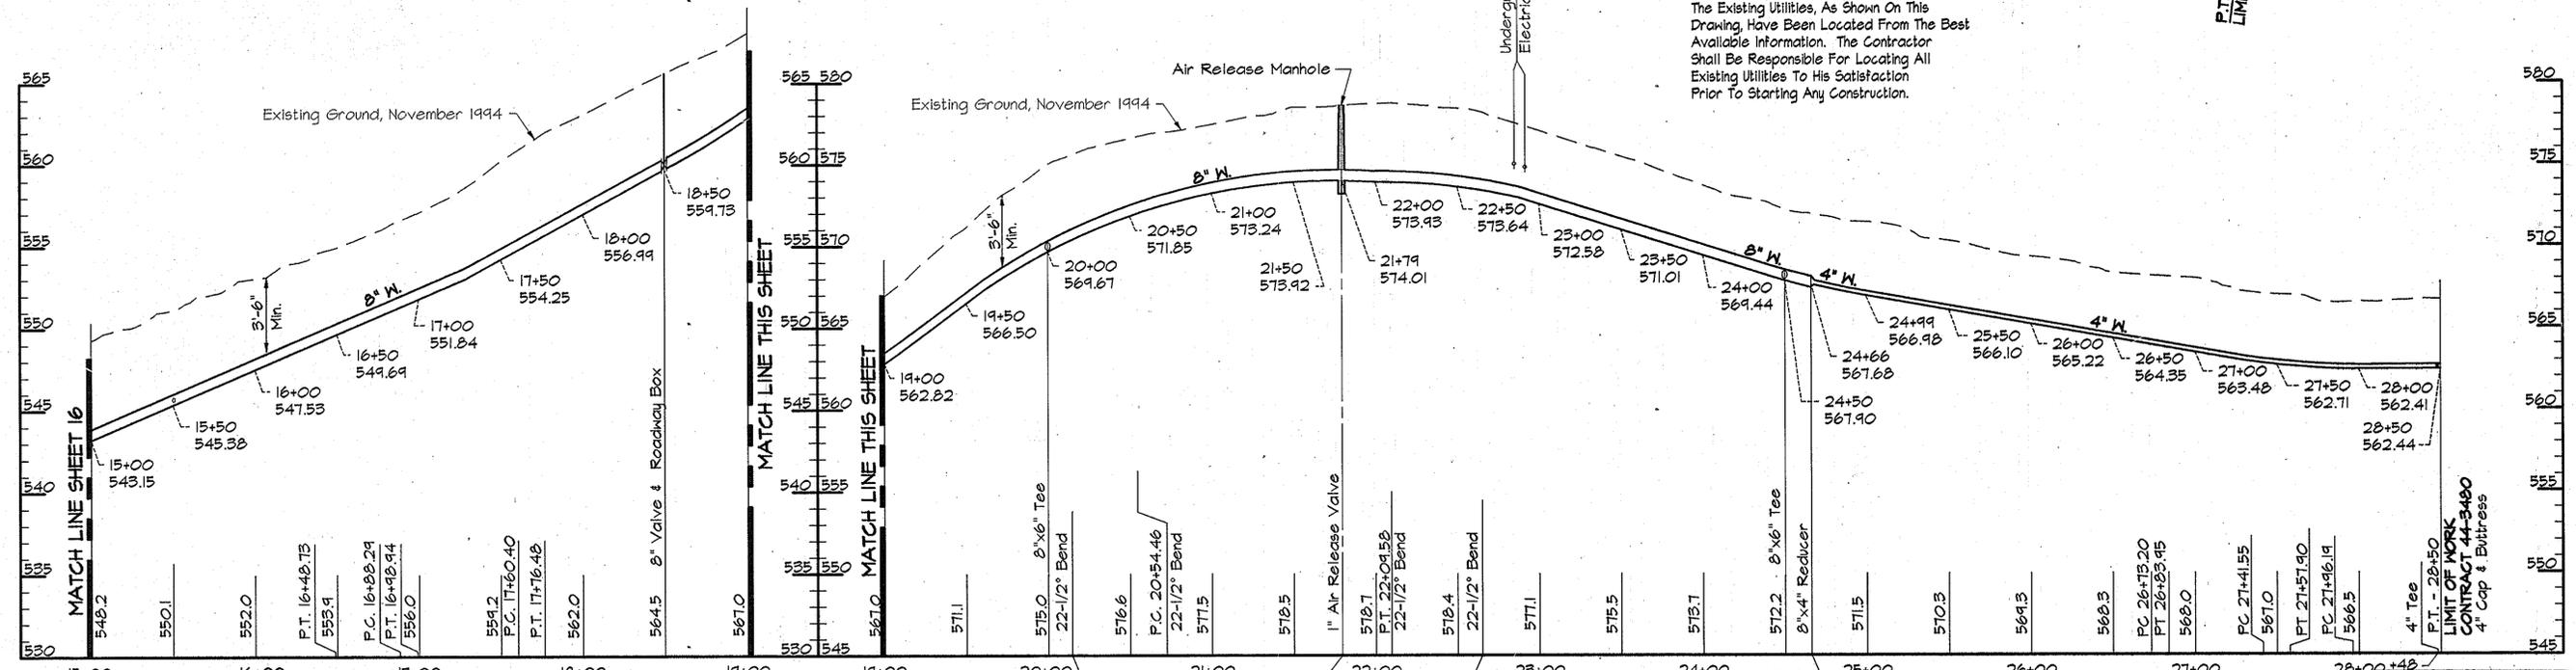 The Existing Utilities, As Shown On This
Drawing, Have Been Located From The Best
Available Information. The Contractor
Shall Be Responsible For Locating All
Existing Utilities To His Satisfaction
Prior To Starting Any Construction.
P.T.
565
560
555
550
545
540
535
530
MATCH LINE SHEET 16
Existing Ground, November 1994
3'-6"
Min.
8" W.
15+00
543.15
15+50
545.38
16+00
547.53
16+50
549.69
17+00
551.84
17+50
554.25
18+00
556.99
18+50
559.73
8" Valve & Roadway Box
MATCH LINE THIS SHEET
548.2
550.1
552.0
P.T. 16+48.73
553.9
P.C. 16+88.29
P.T. 16+98.94
556.0
559.2
P.C. 17+60.40
P.T. 17+76.48
562.0
564.5
567.0
565 580
560 575
555 570
550 565
545 560
540 555
535 550
530 545
MATCH LINE THIS SHEET
Existing Ground, November 1994
Air Release Manhole
3'-6"
Min.
8" W.
19+00
562.82
19+50
566.50
20+00
569.67
20+50
571.85
21+00
573.24
21+50
573.92
21+79
574.01
22+00
573.93
22+50
573.64
23+00
572.58
23+50
571.01
24+00
569.44
8" W.
4" W.
24+50
567.90
24+66
567.68
24+99
566.98
25+50
566.10
26+00
565.22
4" W.
26+50
564.35
27+00
563.48
27+50
562.71
28+00
562.41
28+50
562.44
567.0
571.1
575.0
8"x6" Tee
22-1/2° Bend
576.6
P.C. 20+54.46
22-1/2° Bend
577.5
578.5
1" Air Release Valve
578.7
P.T. 22+09.58
22-1/2° Bend
578.4
22-1/2° Bend
577.1
575.5
573.7
572.2
8"x6" Tee
8"x4" Reducer
571.5
570.3
569.3
568.3
PC 26+73.20
PT 26+83.95
568.0
PC 27+41.55
567.0
PT 27+57.90
PC 27+96.19
566.5
4" Tee
P.T. - 28+50
LIMIT OF WORK
CONTRACT 44-3480
4" Cap & Buttress
580
575
570
565
560
555
550
545